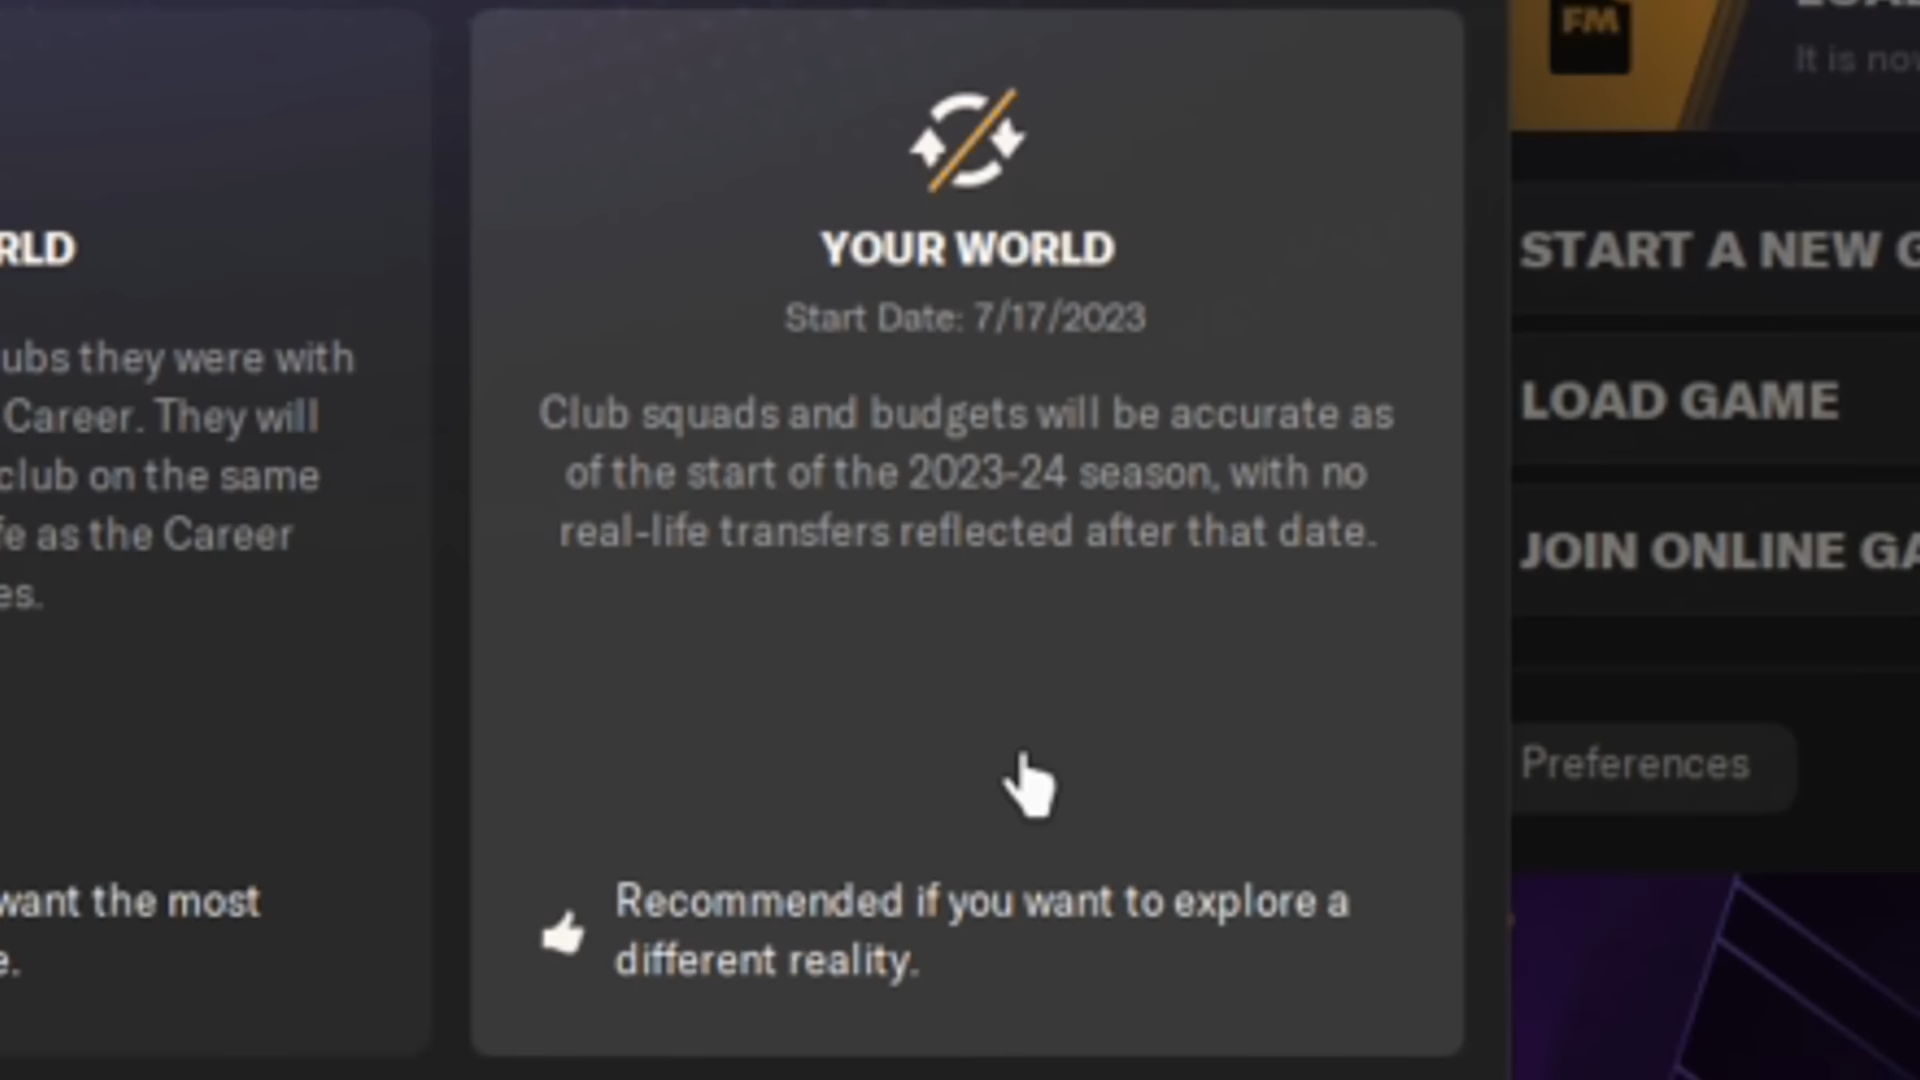 RLD
ubs they were with
Career. They will
club on the same
fe as the Career
es.
want the most
e.
YOUR WORLD
Start Date: 7/17/2023
Club squads and budgets will be accurate as
of the start of the 2023-24 season, with no
real-life transfers reflected after that date.
Recommended if you want to explore a
different reality.
FM
It is nov
START A NEW G
LOAD GAME
JOIN ONLINE GA
Preferences